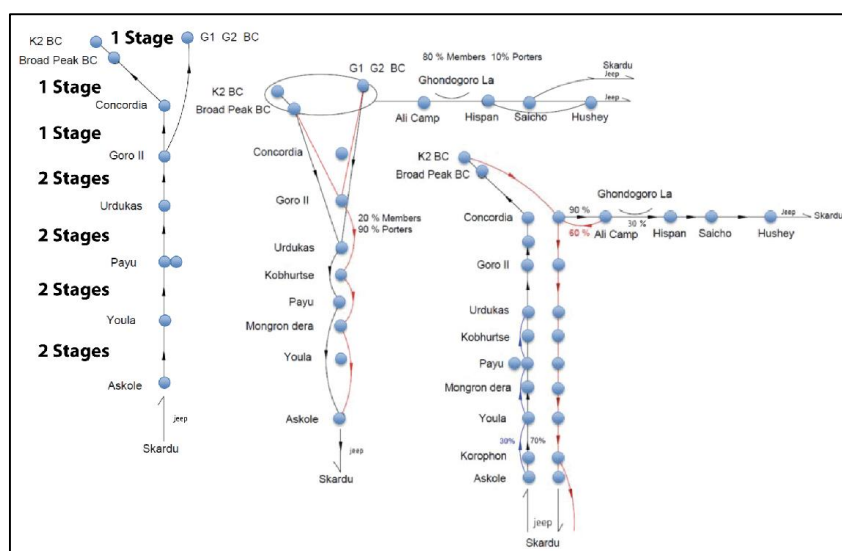 K2 BC
1 Stage
G1 G2 BC
Broad Peak BC
1 Stage
Concordia
1 Stage
Goro II
2 Stages
Urdukas
2 Stages
Payu
2 Stages
Youla
2 Stages
Askole
jeep
Skardu
G1 G2 BC
K2 BC
Broad Peak BC
80 % Members 10% Porters
Ghondogoro La
Skardu
Jeep
Jeep
Ali Camp
Hispan
Saicho
Hushey
Concordia
Goro II
20 % Members
90% Porters
Urdukas
Kobhurtse
Payu
Mongron dera
Youla
Askole
jeep
Skardu
K2 BC
Broad Peak BC
Concordia
90 %
60 %
Ghondogoro La
30 %
Ali Camp
Hispan
Saicho
Hushey
Jeep
Skardu
Goro II
Urdukas
Kobhurtse
Payu
Mongron dera
Youla
30%
70%
Korophon
Askole
jeep
Skardu